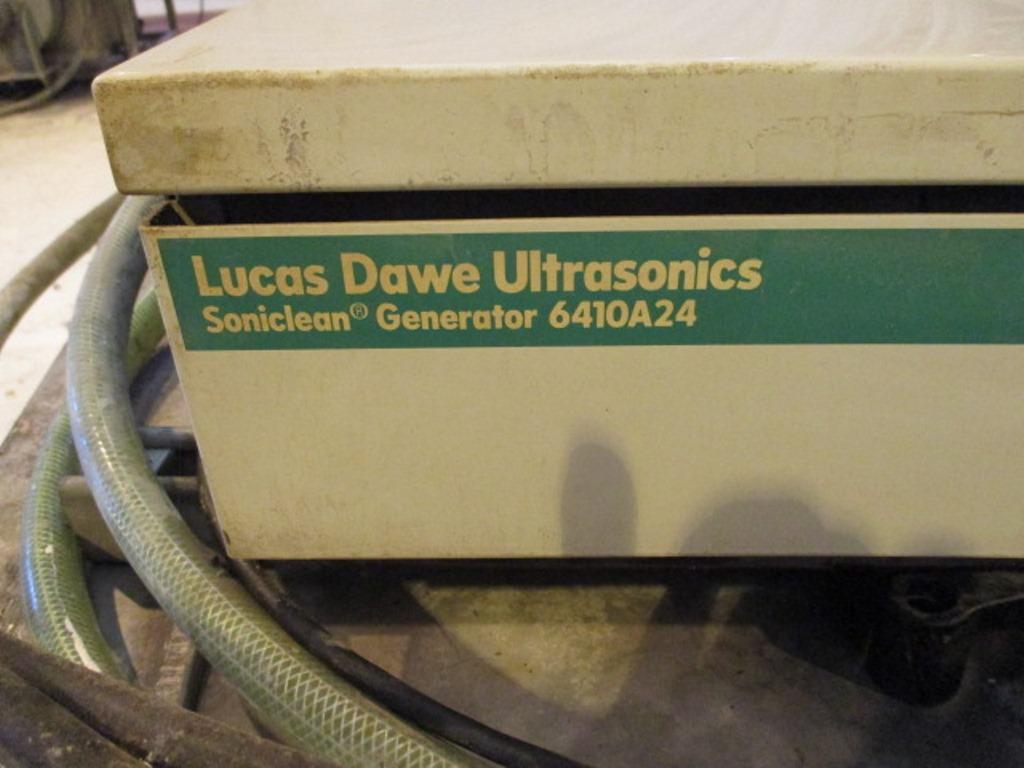 Lucas Dawe Ultrasonics
Soniclean® Generator 6410A24